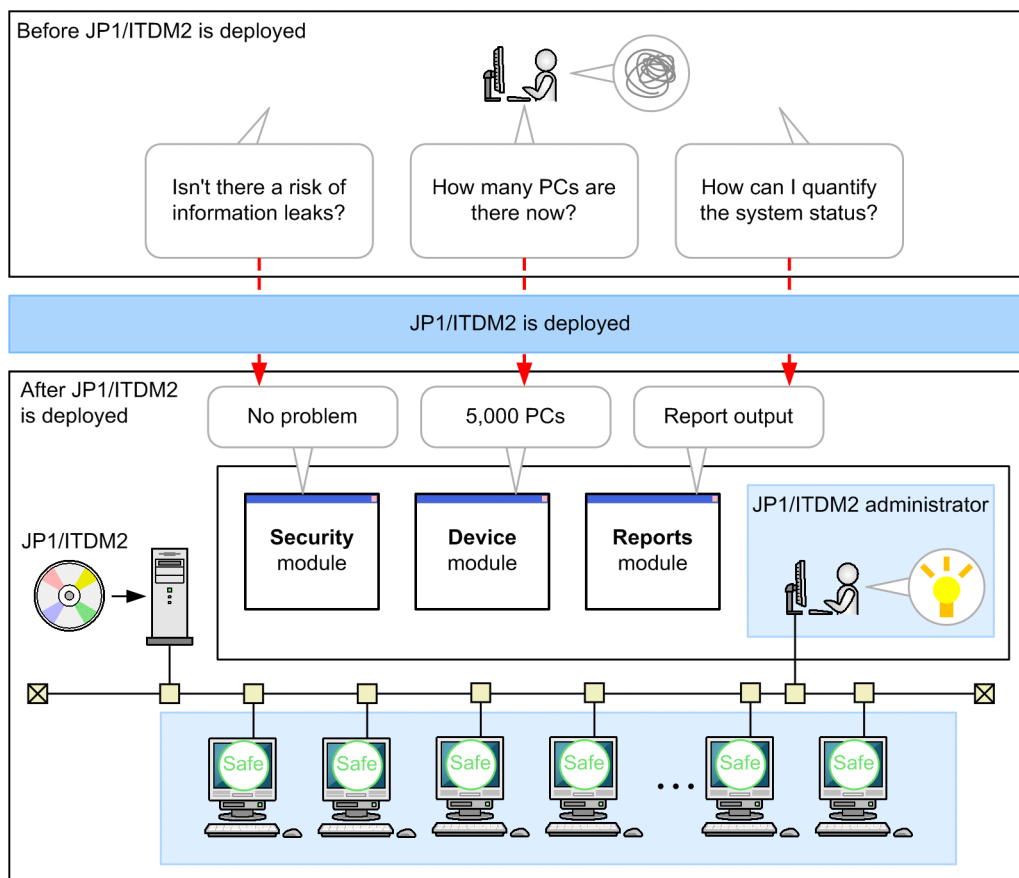 Before JP1/ITDM2 is deployed
Isn't there a risk of
information leaks?
How many PCs are
there now?
How can I quantify
the system status?
JP1/ITDM2 is deployed
After JP1/ITDM2
is deployed
No problem
5,000 PCs
Report output
JP1/ITDM2
Security
module
Device
module
Reports
module
JP1/ITDM2 administrator
Safe
Safe
Safe
Safe
Safe
Safe